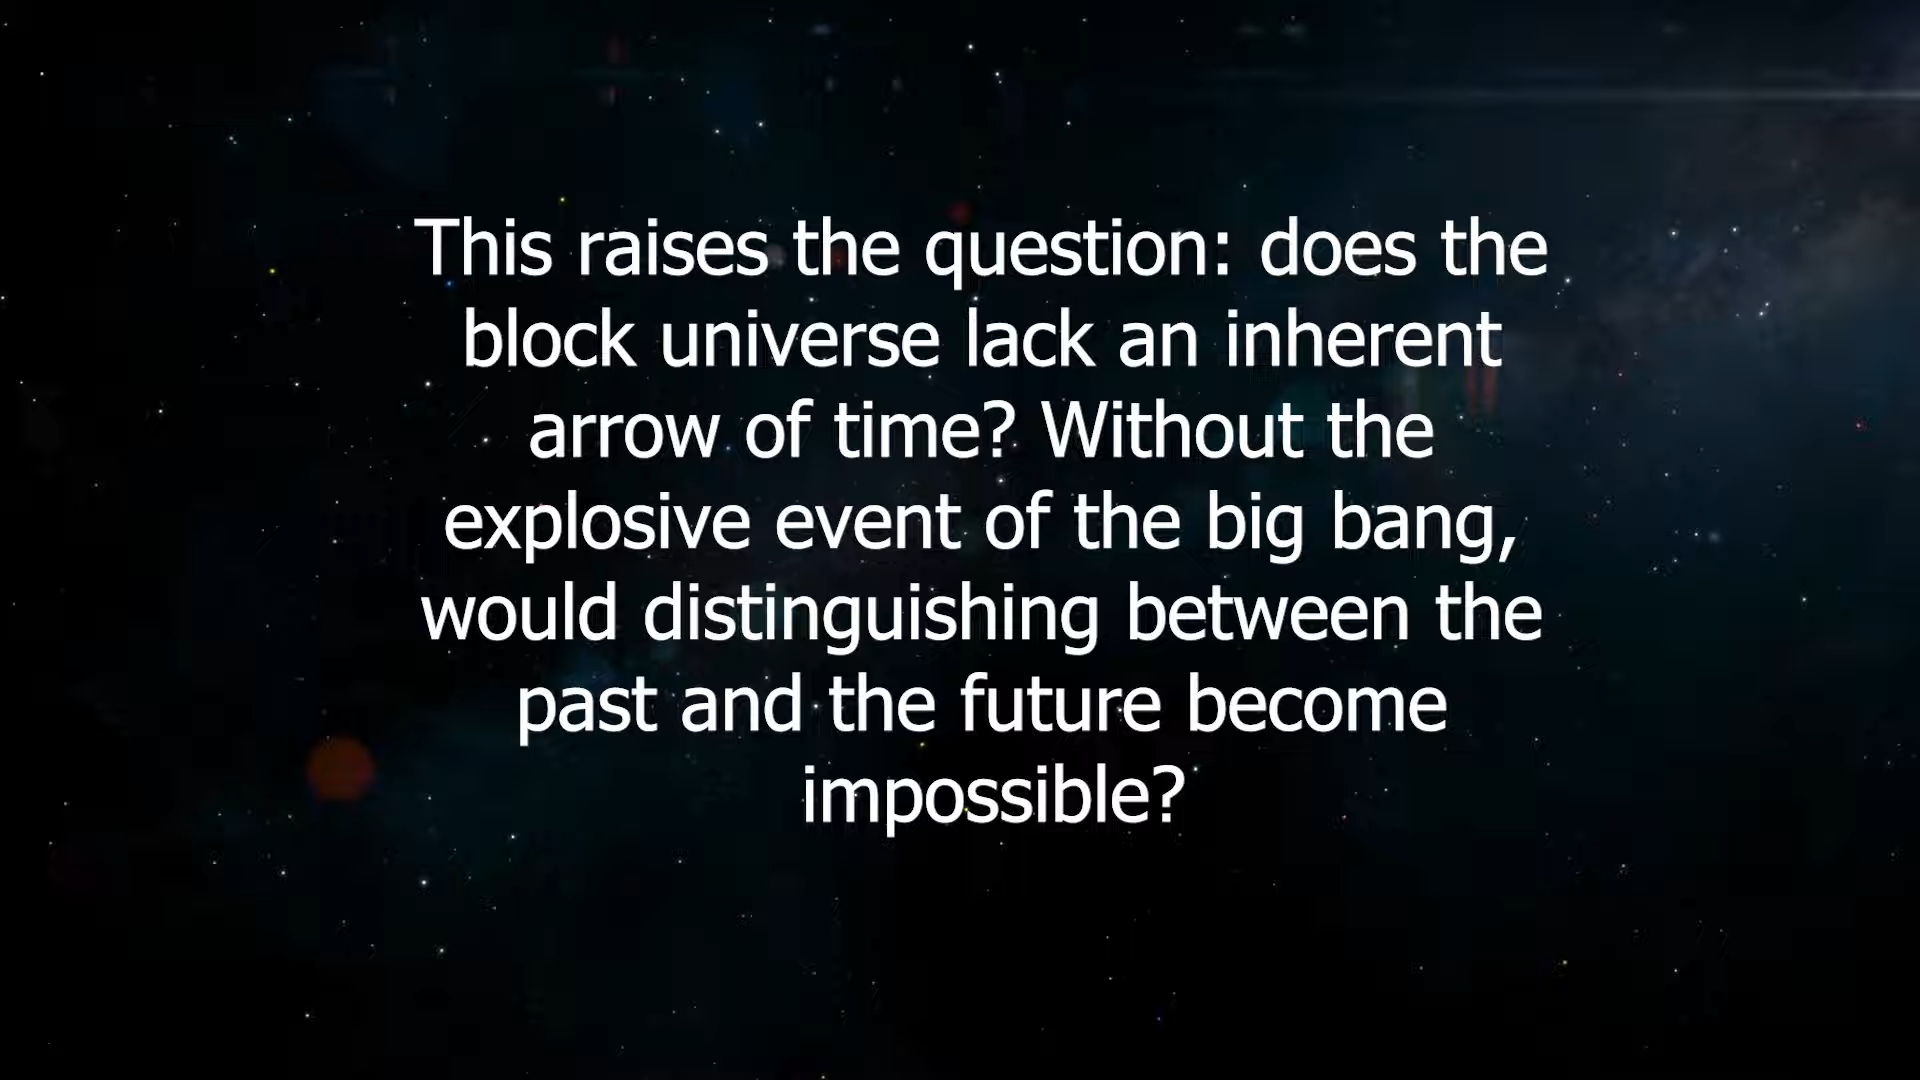 This raises the question: does the
block universe lack an inherent
arrow of time? Without the
explosive event of the big bang,
would distinguishing between the
past and the future become
impossible?